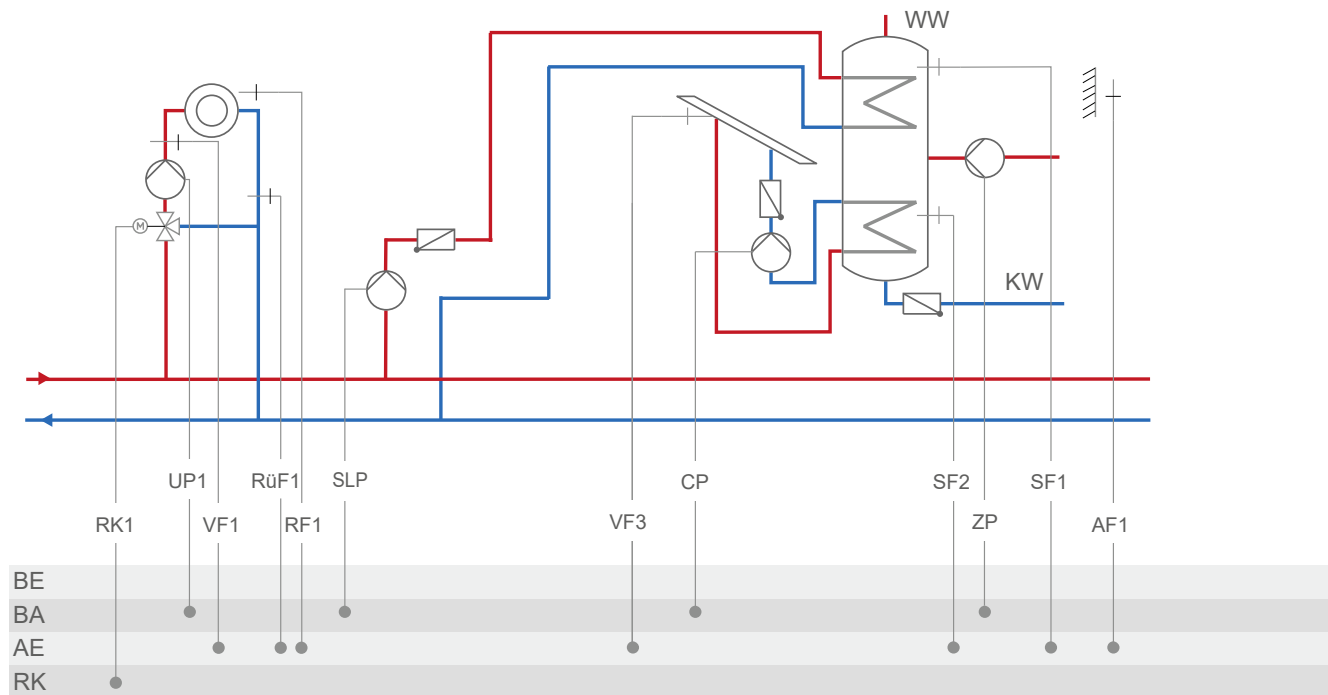 WW
M
KW
UP1 RüF1 SLP CP SF2 SF1
RK1 VF1 RF1 VF3 ZP AF1
BE
BA
AE
RK